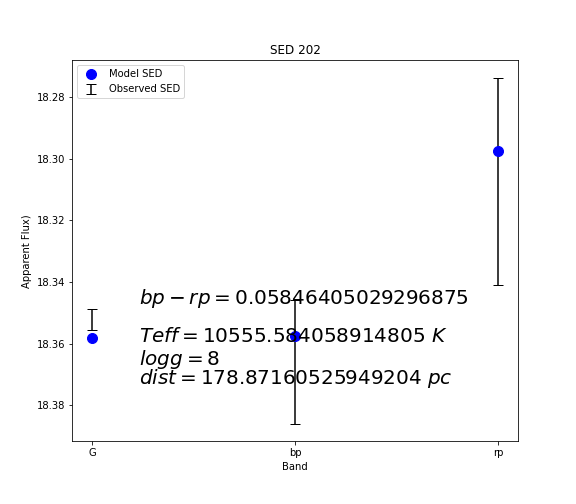 SED 202
Model SED
Observed SED
18.28
18.30
18.32
18.34
18.36
18.38
Apparent Flux)
bp − rp = 0.05846405029296875
Teff = 10555.584058914805 K
logg = 8
dist = 178.87160525949204 pc
G
bp
rp
Band